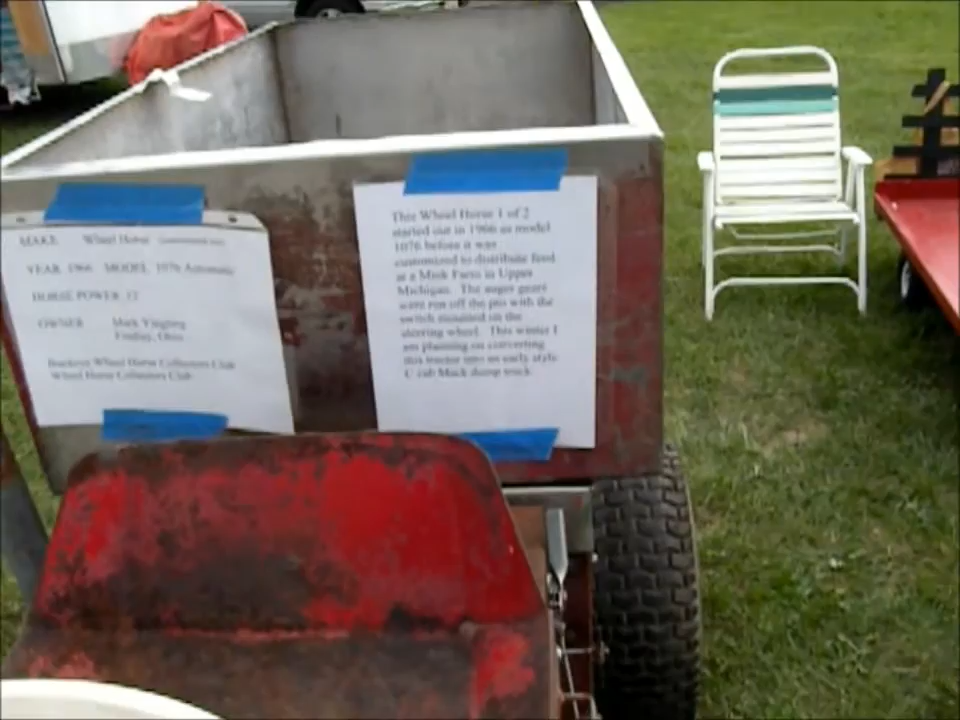 MAKE Wheel Horse
YEAR 1966 MODEL 1076 Automatic
HORSE POWER 12
OWNER Mark
Findlay, Ohio
Buckeye Wheel Horse Collectors Club
Wheel Horse Collectors Club
This Wheel Horse 1 of 2
started out in 1966 as model
1076 before it was
customized to distribute feed
at a Mink Farm in Upper
Michigan. The auger gears
were run off the pto with the
switch mounted on the
steering wheel. This winter I
am planning on converting
this tractor into an early style
C cab Mack dump truck.